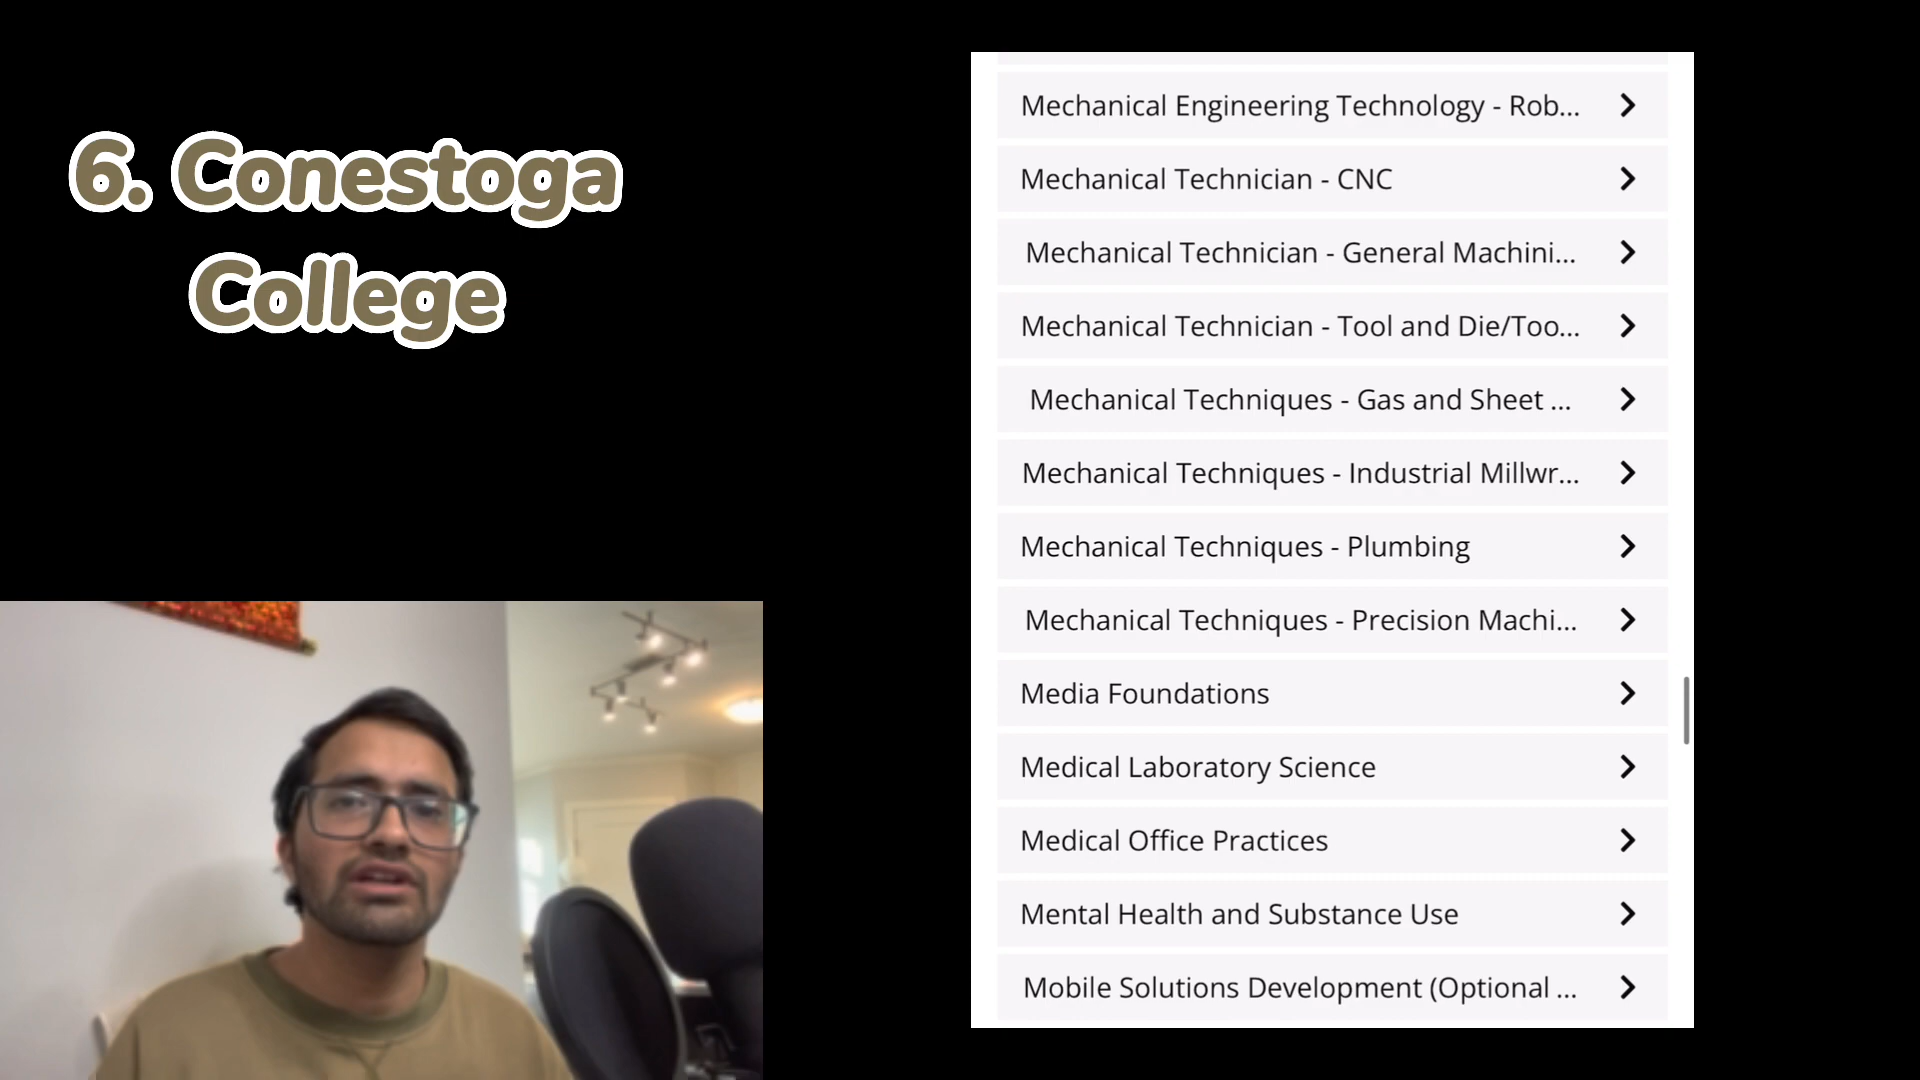 6. Conestoga
College
Mechanical Engineering Technology - Rob...
Mechanical Technician - CNC
Mechanical Technician - General Machini...
Mechanical Technician - Tool and Die/Too...
Mechanical Techniques - Gas and Sheet ...
Mechanical Techniques - Industrial Millwr...
Mechanical Techniques - Plumbing
Mechanical Techniques - Precision Machi...
Media Foundations
Medical Laboratory Science
Medical Office Practices
Mental Health and Substance Use
Mobile Solutions Development (Optional ...